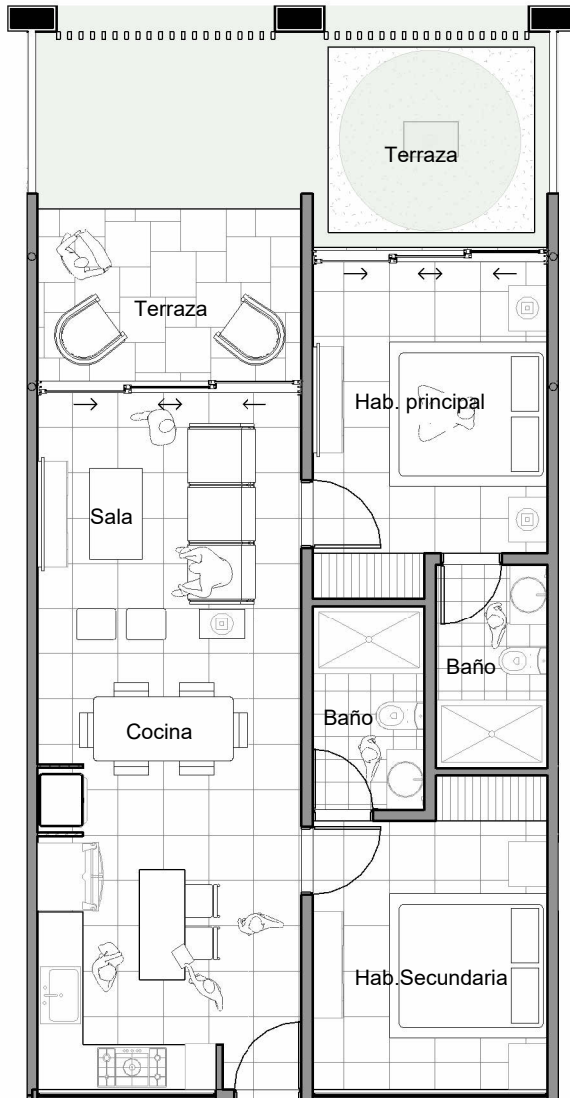 Terraza
Terraza
Hab. principal
Sala
Baño
Baño
Cocina
Hab.Secundaria